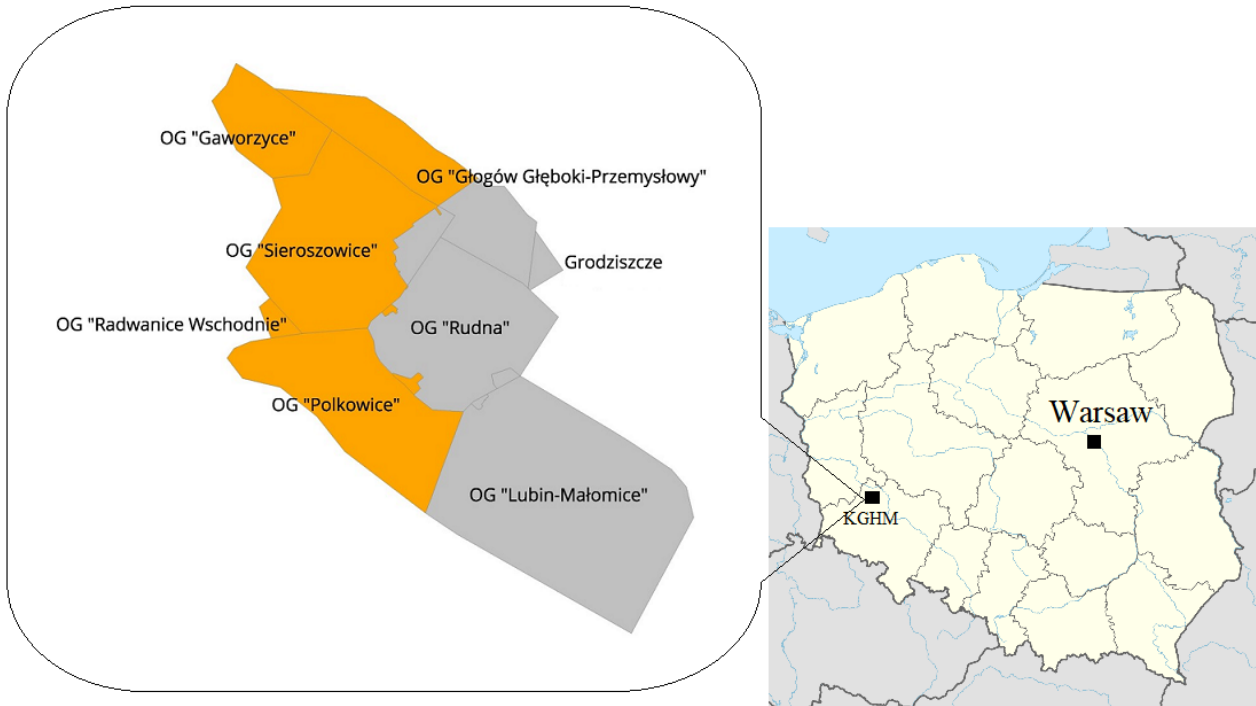 OG "Gaworzyce"
OG "Głogów Głęboki-Przemysłowy"
OG "Sieroszowice"
Grodziszcze
OG "Radwanice Wschodnie"
OG "Rudna"
OG "Polkowice"
OG "Lubin-Małomice"
Warsaw
KGHM